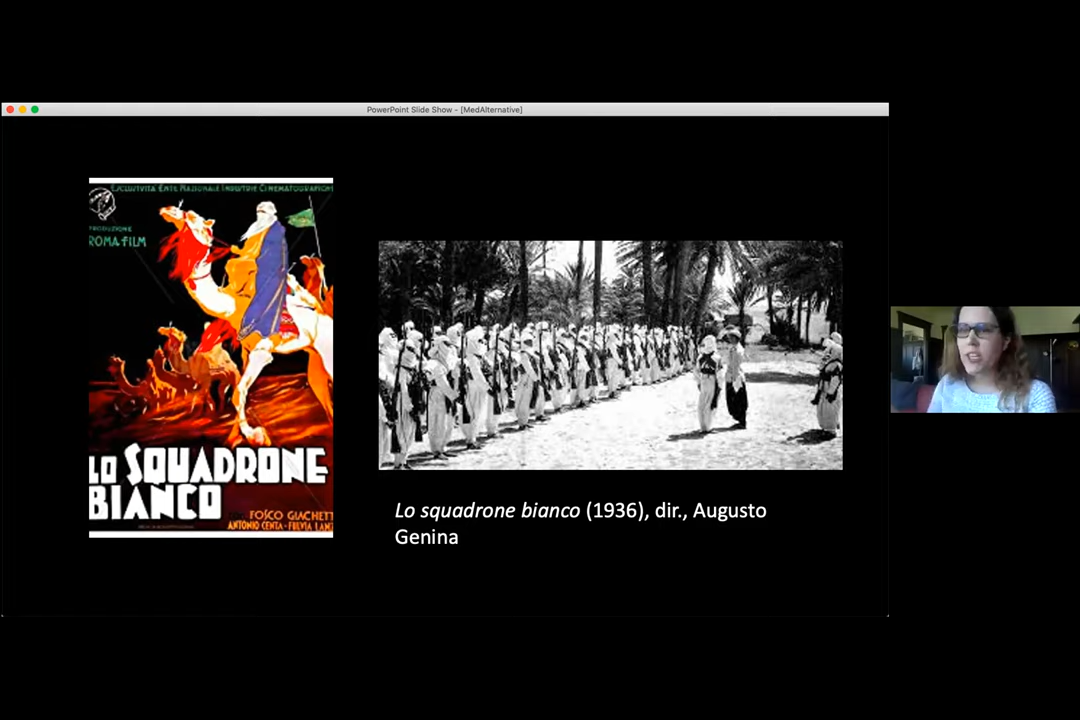 PowerPoint Slide Show - [MedAlternative]
ESCLUSIVITÀ ENTE NAZIONALE INDUSTRIE CINEMATOGRAFICHE
PRODUZIONE
ROMA-FILM
LO SQUADRONE
BIANCO
FOSCO GIACHETT
ANTONIO CENTA - FULVIA LANZ
Lo squadrone bianco (1936), dir., Augusto
Genina